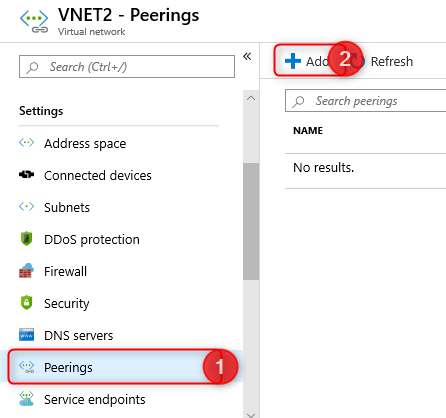 VNET2 - Peerings
Virtual network
Search (Ctrl+/)
«
Settings
Address space
Connected devices
Subnets
DDoS protection
Firewall
Security
DNS servers
Peerings 1
Service endpoints
Add 2 Refresh
Search peerings
NAME
No results.